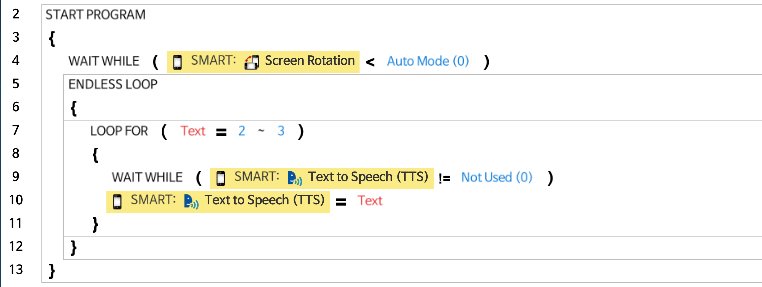 2 START PROGRAM
3 {
4 WAIT WHILE ( SMART: Screen Rotation < Auto Mode (0) )
5 ENDLESS LOOP
6 {
7 LOOP FOR ( Text = 2 ~ 3 )
8 {
9 WAIT WHILE ( SMART: Text to Speech (TTS) != Not Used (0) )
10 SMART: Text to Speech (TTS) = Text
11 }
12 }
13 }